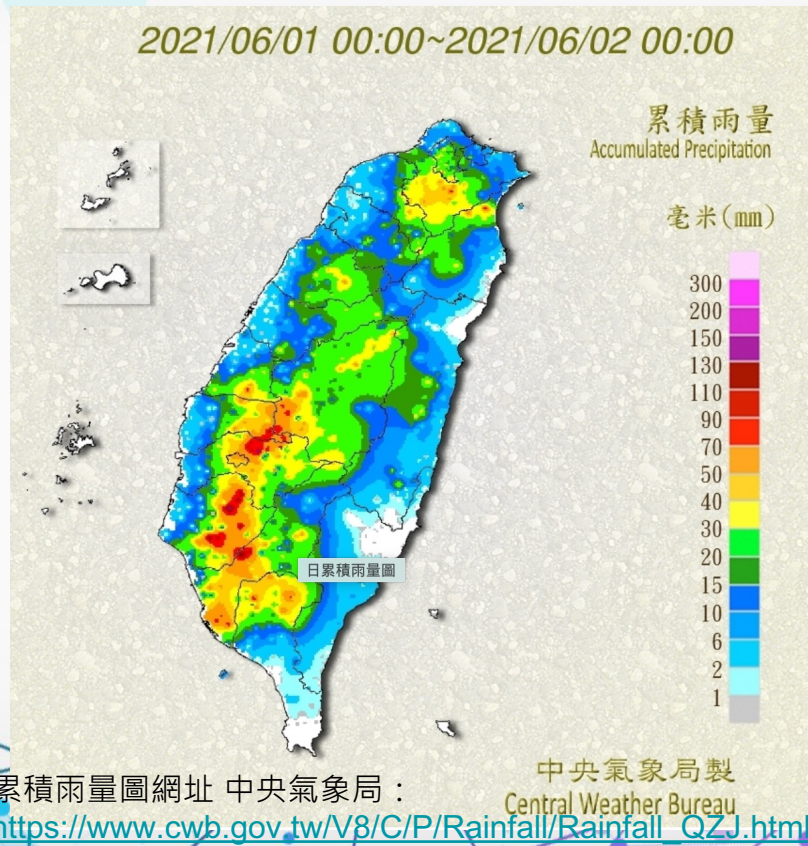 2021/06/01 00:00~2021/06/02 00:00
累積雨量
Accumulated Precipitation
毫米(mm)
300
200
150
130
110
90
70
50
40
30
20
15
10
6
2
1
日累積雨量圖
中央氣象局製
Central Weather Bureau
累積雨量圖網址 中央氣象局：
https://www.cwb.gov.tw/V8/C/P/Rainfall/Rainfall_QZJ.html